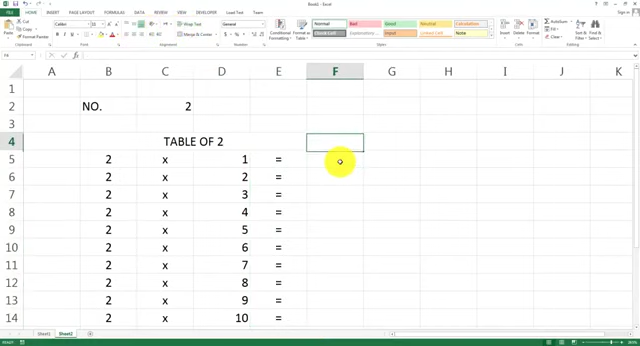 Book1 - Excel
FILE HOME INSERT PAGE LAYOUT FORMULAS DATA REVIEW VIEW DEVELOPER Load Test Team
Sign in
Cut
Copy
Format Painter
Paste
Calibri
Wrap Text
Merge & Center
General
Conditional Formatting
Format as Table
Normal Bad Good Neutral Calculation
Check Cell Input Linked Cell Note
Insert Delete Format
AutoSum
Fill
Clear
Sort & Filter
Find & Select
Clipboard Font Alignment Number Styles Cells Editing
F4
A B C D E F G H I J K
1
2 NO. 2
3
4 TABLE OF 2
5 2 x 1 =
6 2 x 2 =
7 2 x 3 =
8 2 x 4 =
9 2 x 5 =
10 2 x 6 =
11 2 x 7 =
12 2 x 8 =
13 2 x 9 =
14 2 x 10 =
Sheet1 Sheet2
READY